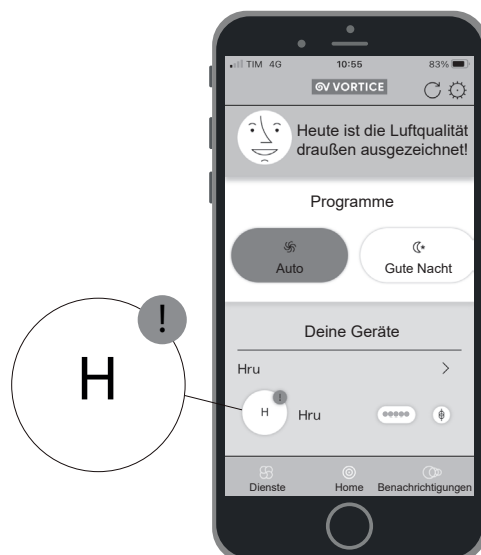 TIM 4G 10:55 83%
VORTICE
Heute ist die Luftqualität
draußen ausgezeichnet!
Programme
Auto Gute Nacht
Deine Geräte
Hru >
H ! Hru
H !
Dienste Home Benachrichtigungen